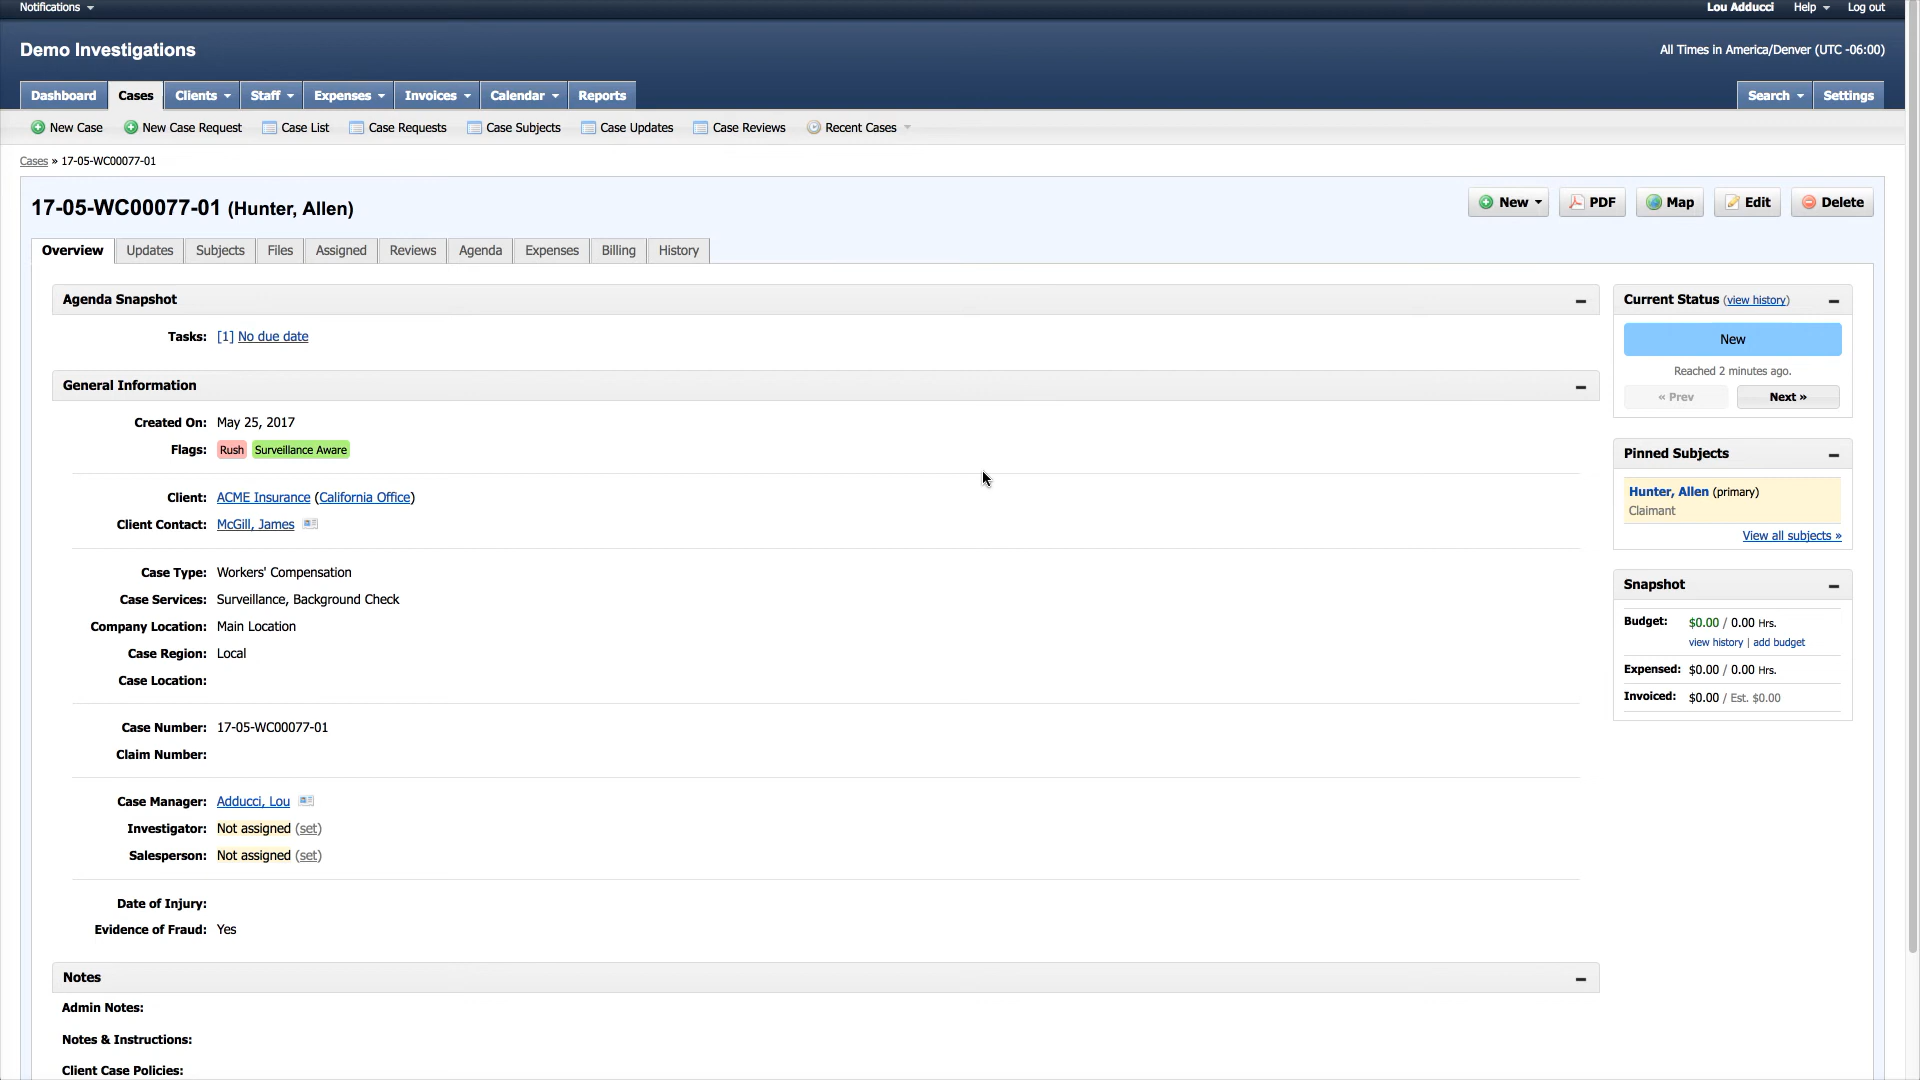 Notifications
Lou Adducci Help Log out
Demo Investigations
All Times in America/Denver (UTC -06:00)
Dashboard Cases Clients Staff Expenses Invoices Calendar Reports
Search Settings
New Case New Case Request Case List Case Requests Case Subjects Case Updates Case Reviews Recent Cases
Cases » 17-05-WC00077-01
17-05-WC00077-01 (Hunter, Allen)
New PDF Map Edit Delete
Overview Updates Subjects Files Assigned Reviews Agenda Expenses Billing History
Agenda Snapshot
Tasks: [1] No due date
General Information
Created On: May 25, 2017
Flags: Rush Surveillance Aware
Client: ACME Insurance (California Office)
Client Contact: McGill, James
Case Type: Workers' Compensation
Case Services: Surveillance, Background Check
Company Location: Main Location
Case Region: Local
Case Location:
Case Number: 17-05-WC00077-01
Claim Number:
Case Manager: Adducci, Lou
Investigator: Not assigned (set)
Salesperson: Not assigned (set)
Date of Injury:
Evidence of Fraud: Yes
Notes
Admin Notes:
Notes & Instructions:
Client Case Policies:
Current Status (view history)
New
Reached 2 minutes ago.
« Prev Next »
Pinned Subjects
Hunter, Allen (primary)
Claimant
View all subjects »
Snapshot
Budget: $0.00 / 0.00 Hrs.
view history | add budget
Expensed: $0.00 / 0.00 Hrs.
Invoiced: $0.00 / Est. $0.00